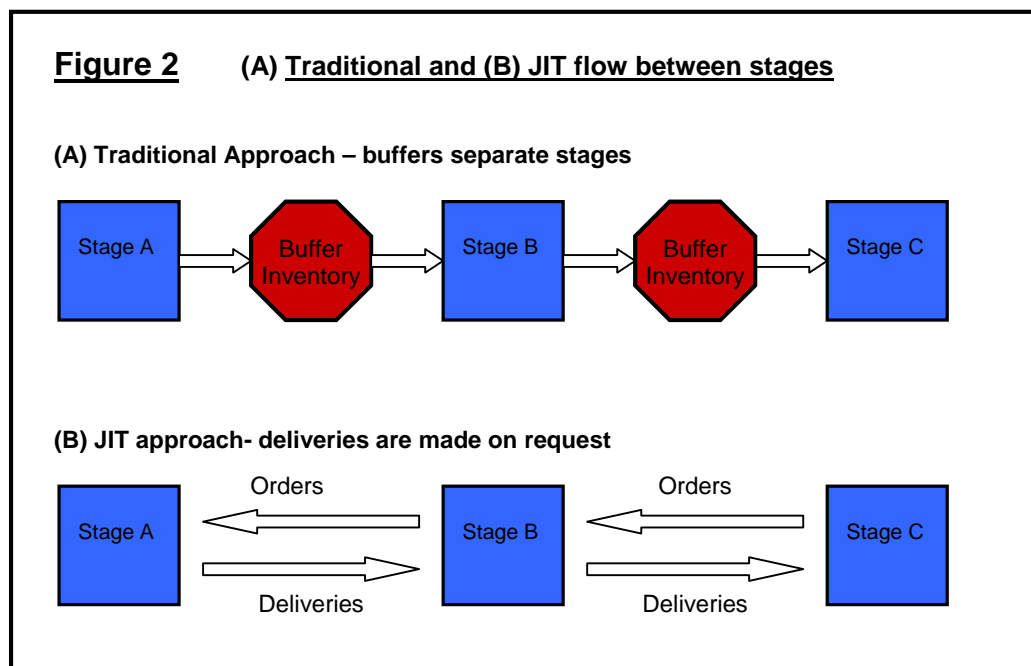 Figure 2 (A) Traditional and (B) JIT flow between stages
(A) Traditional Approach – buffers separate stages
Stage A
Buffer
Inventory
Stage B
Buffer
Inventory
Stage C
(B) JIT approach- deliveries are made on request
Orders
Orders
Stage A
Stage B
Stage C
Deliveries
Deliveries